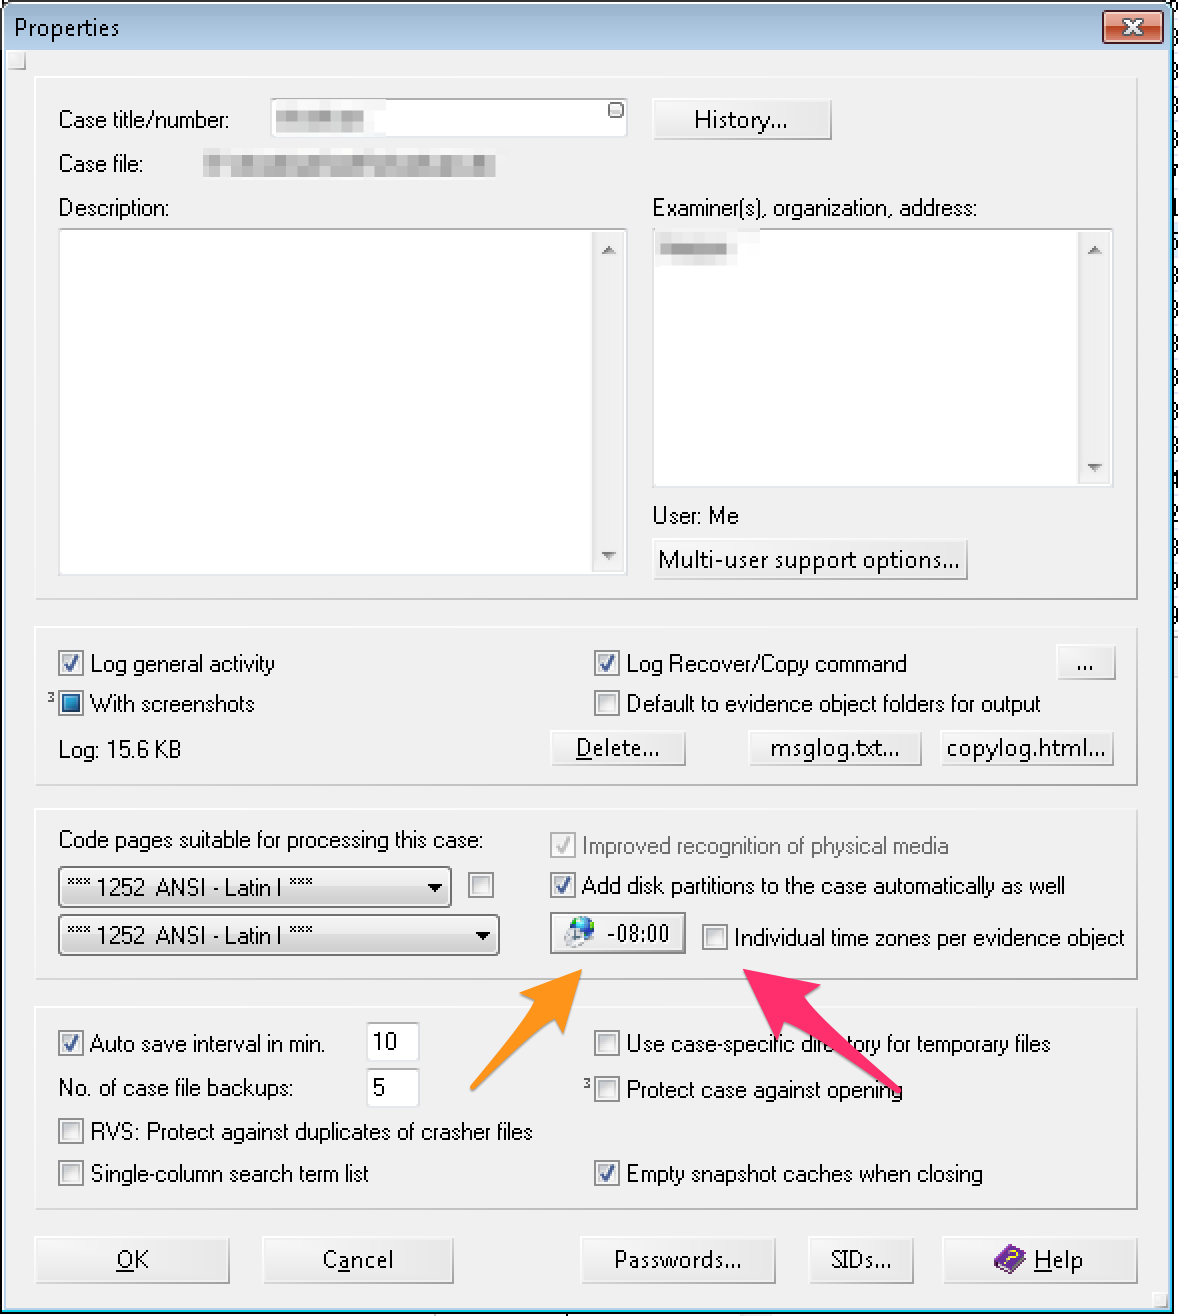 Properties
Case title/number:
History...
Case file:
Description:
Examiner(s), organization, address:
User: Me
Multi-user support options...
Log general activity
Log Recover/Copy command
...
3 With screenshots
Default to evidence object folders for output
Log: 15.6 KB
Delete...
msglog.txt...
copylog.html...
Code pages suitable for processing this case:
Improved recognition of physical media
*** 1252 ANSI - Latin I ***
Add disk partitions to the case automatically as well
*** 1252 ANSI - Latin I ***
-08:00
Individual time zones per evidence object
Auto save interval in min.
10
Use case-specific directory for temporary files
No. of case file backups:
5
3 Protect case against opening
RVS: Protect against duplicates of crasher files
Single-column search term list
Empty snapshot caches when closing
OK
Cancel
Passwords...
SIDs...
Help